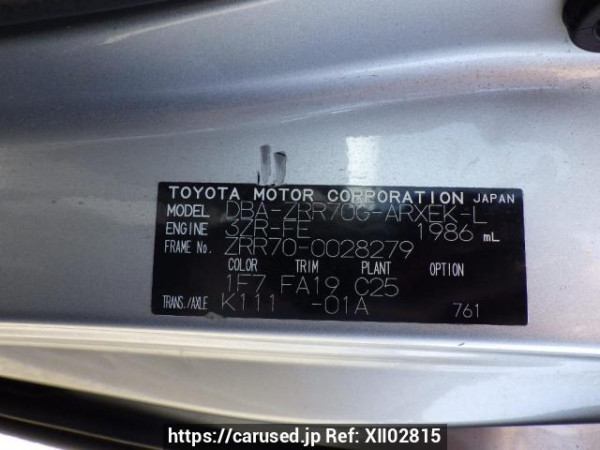 TOYOTA MOTOR CORPORATION JAPAN
MODEL DBA-ZRR70G-ARXEK-L
ENGINE 3ZR-FE 1986 mL
FRAME No. ZRR70-0028279
COLOR TRIM PLANT OPTION
1F7 FA19 C25
TRANS./AXLE K111 -01A 761
https://carused.jp Ref: XII02815